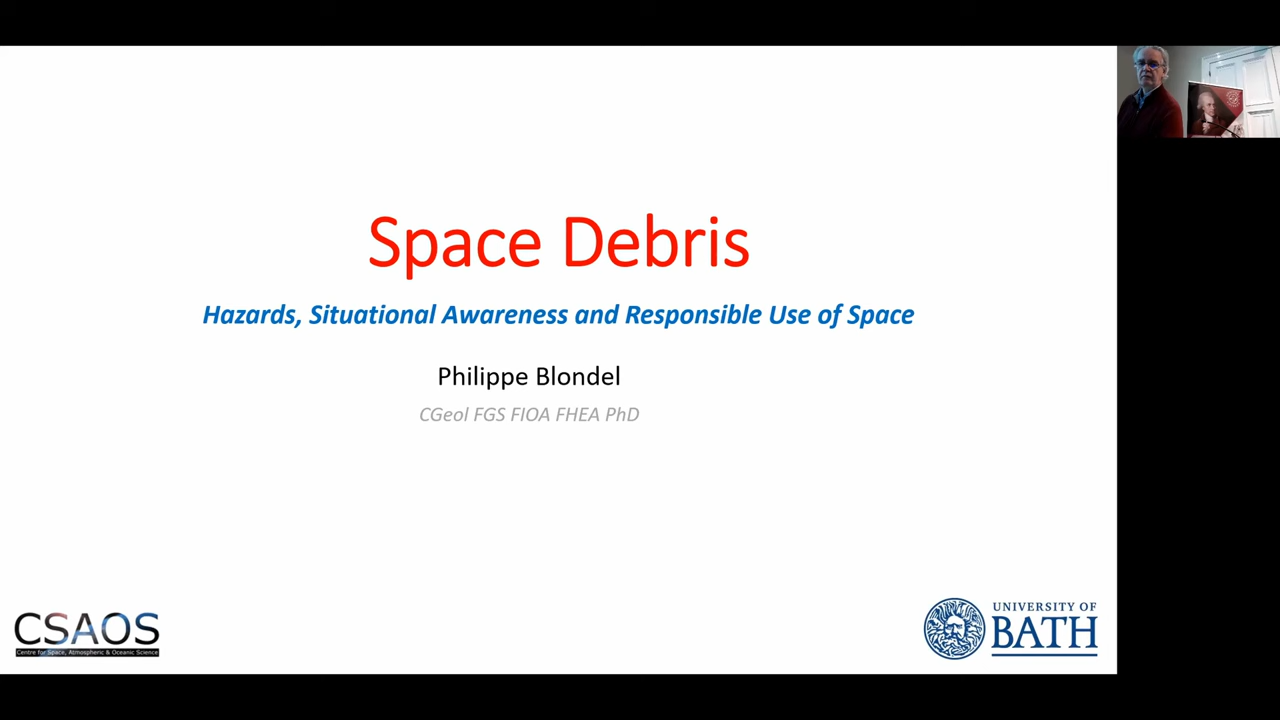 Space Debris
Hazards, Situational Awareness and Responsible Use of Space
Philippe Blondel
CGeol FGS FIOA FHEA PhD
CSAOS
Centre for Space, Atmospheric & Oceanic Science
UNIVERSITY OF
BATH